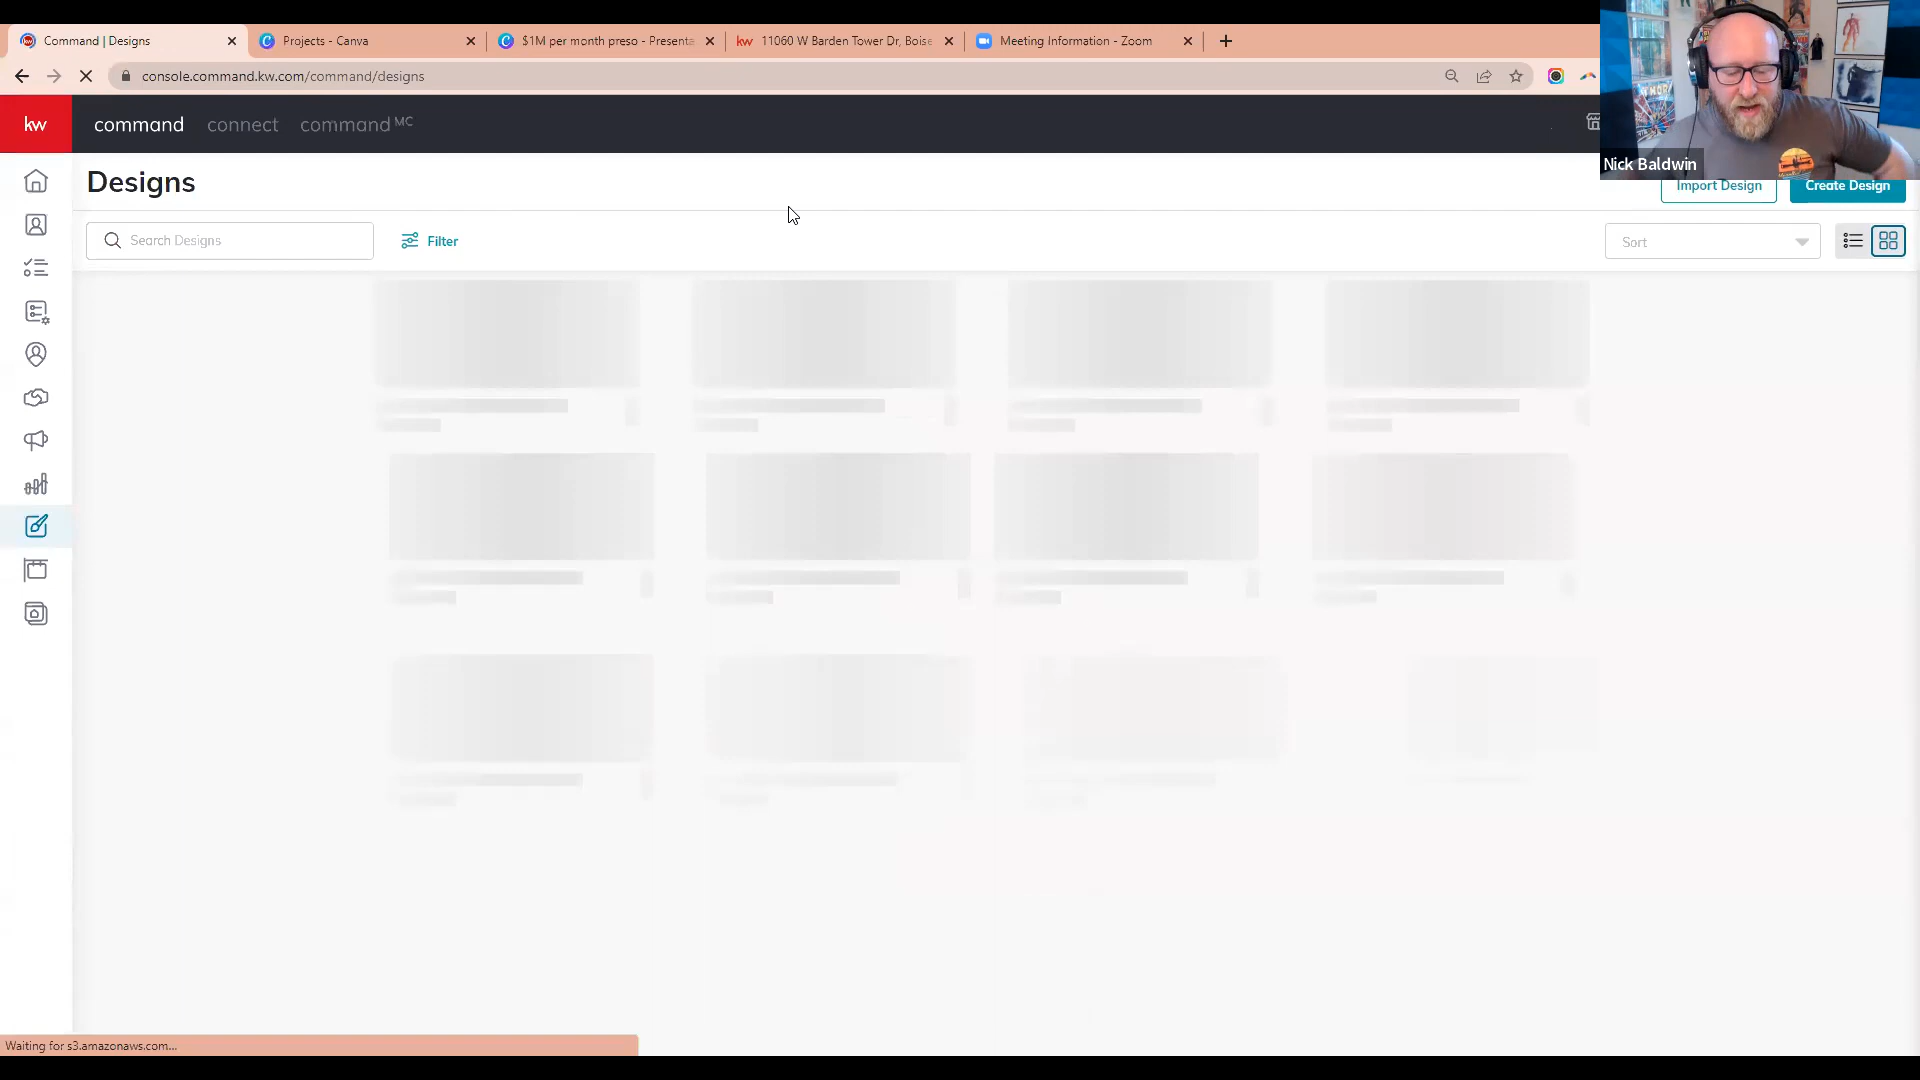 Command | Designs
Projects - Canva
$1M per month preso - Presenta
11060 W Barden Tower Dr, Boise
Meeting Information - Zoom
console.command.kw.com/command/designs
kw
command
connect
command MC
THOR
Nick Baldwin
Designs
Import Design
Create Design
Search Designs
Filter
Sort
Waiting for s3.amazonaws.com...